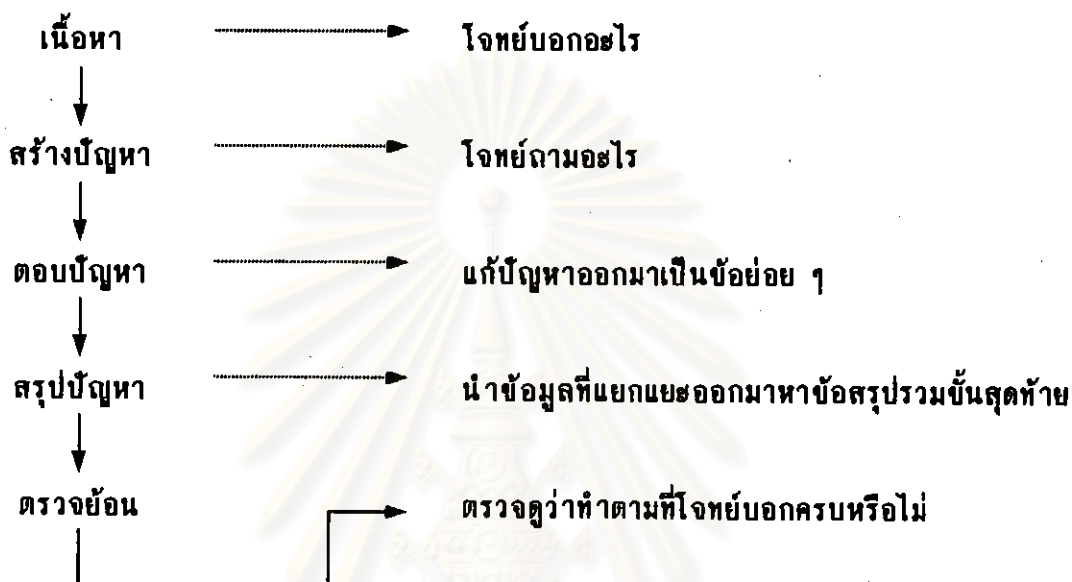 เนื้อหา โจทย์บอกอะไร
สร้างปัญหา โจทย์ถามอะไร
ตอบปัญหา แก้ปัญหาออกมาเป็นข้อย่อย ๆ
สรุปปัญหา นำข้อมูลที่แยกแยะออกมาหาข้อสรุปรวมขั้นสุดท้าย
ตรวจย้อน ตรวจดูว่าทำตามที่โจทย์บอกครบหรือไม่